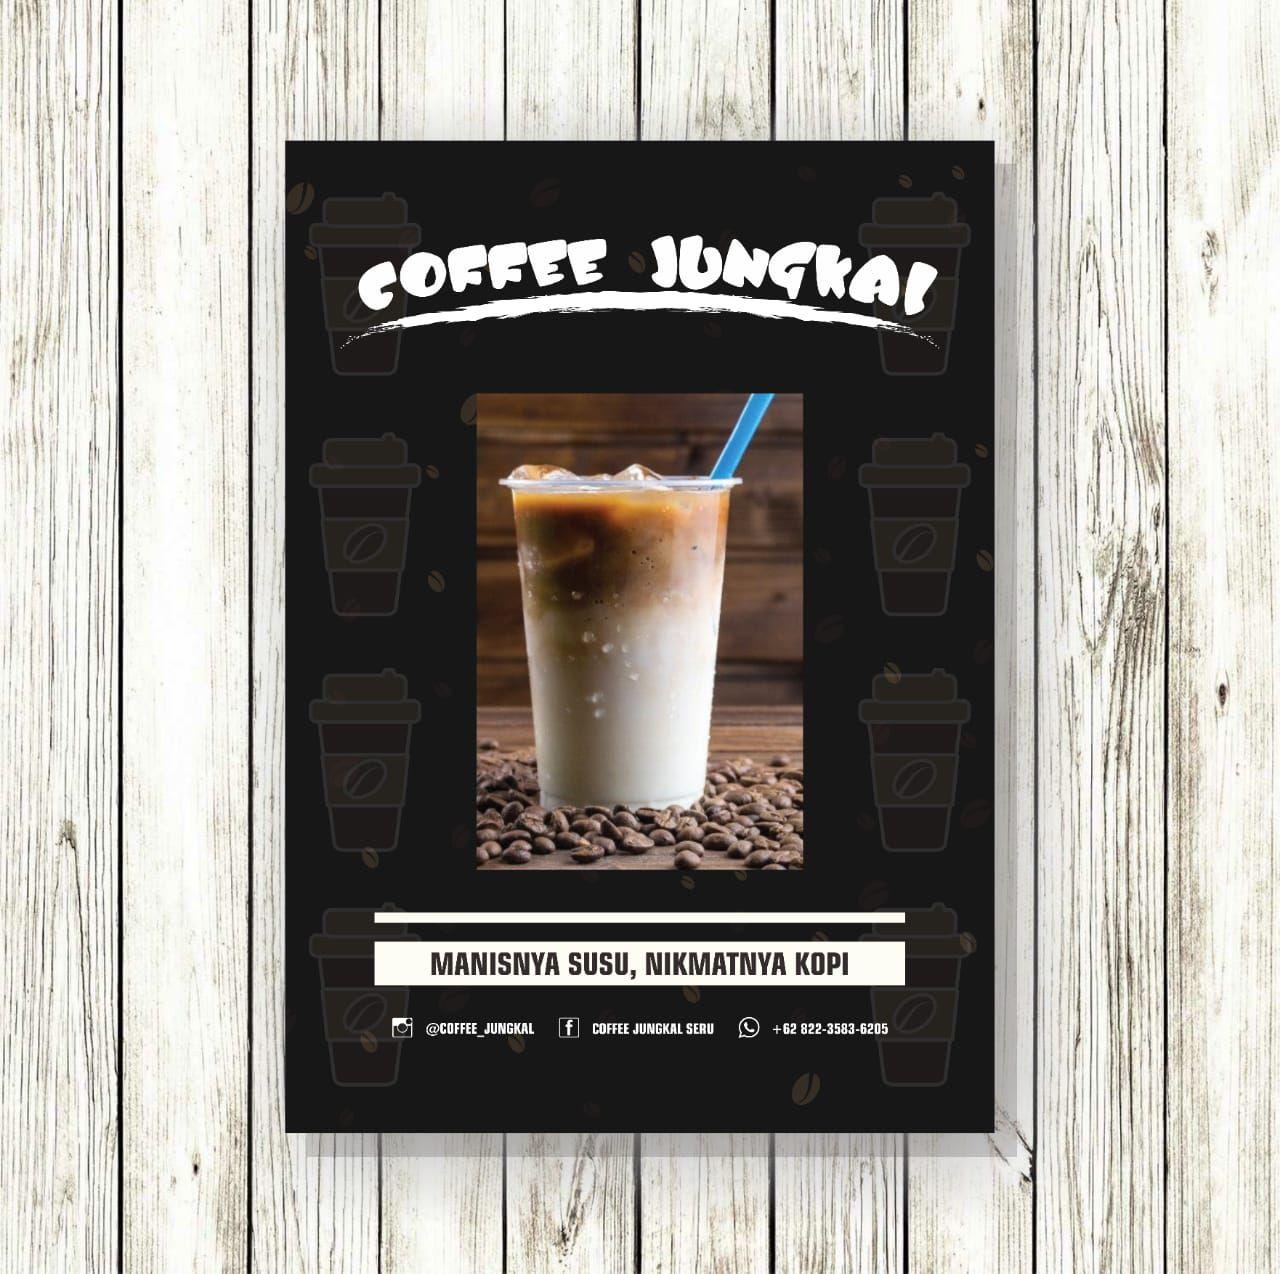 COFFEE JUNGKAL
MANISNYA SUSU, NIKMATNYA KOPI
@COFFEE_JUNGKAL COFFEE JUNGKAL SERU +62 822-3583-6205